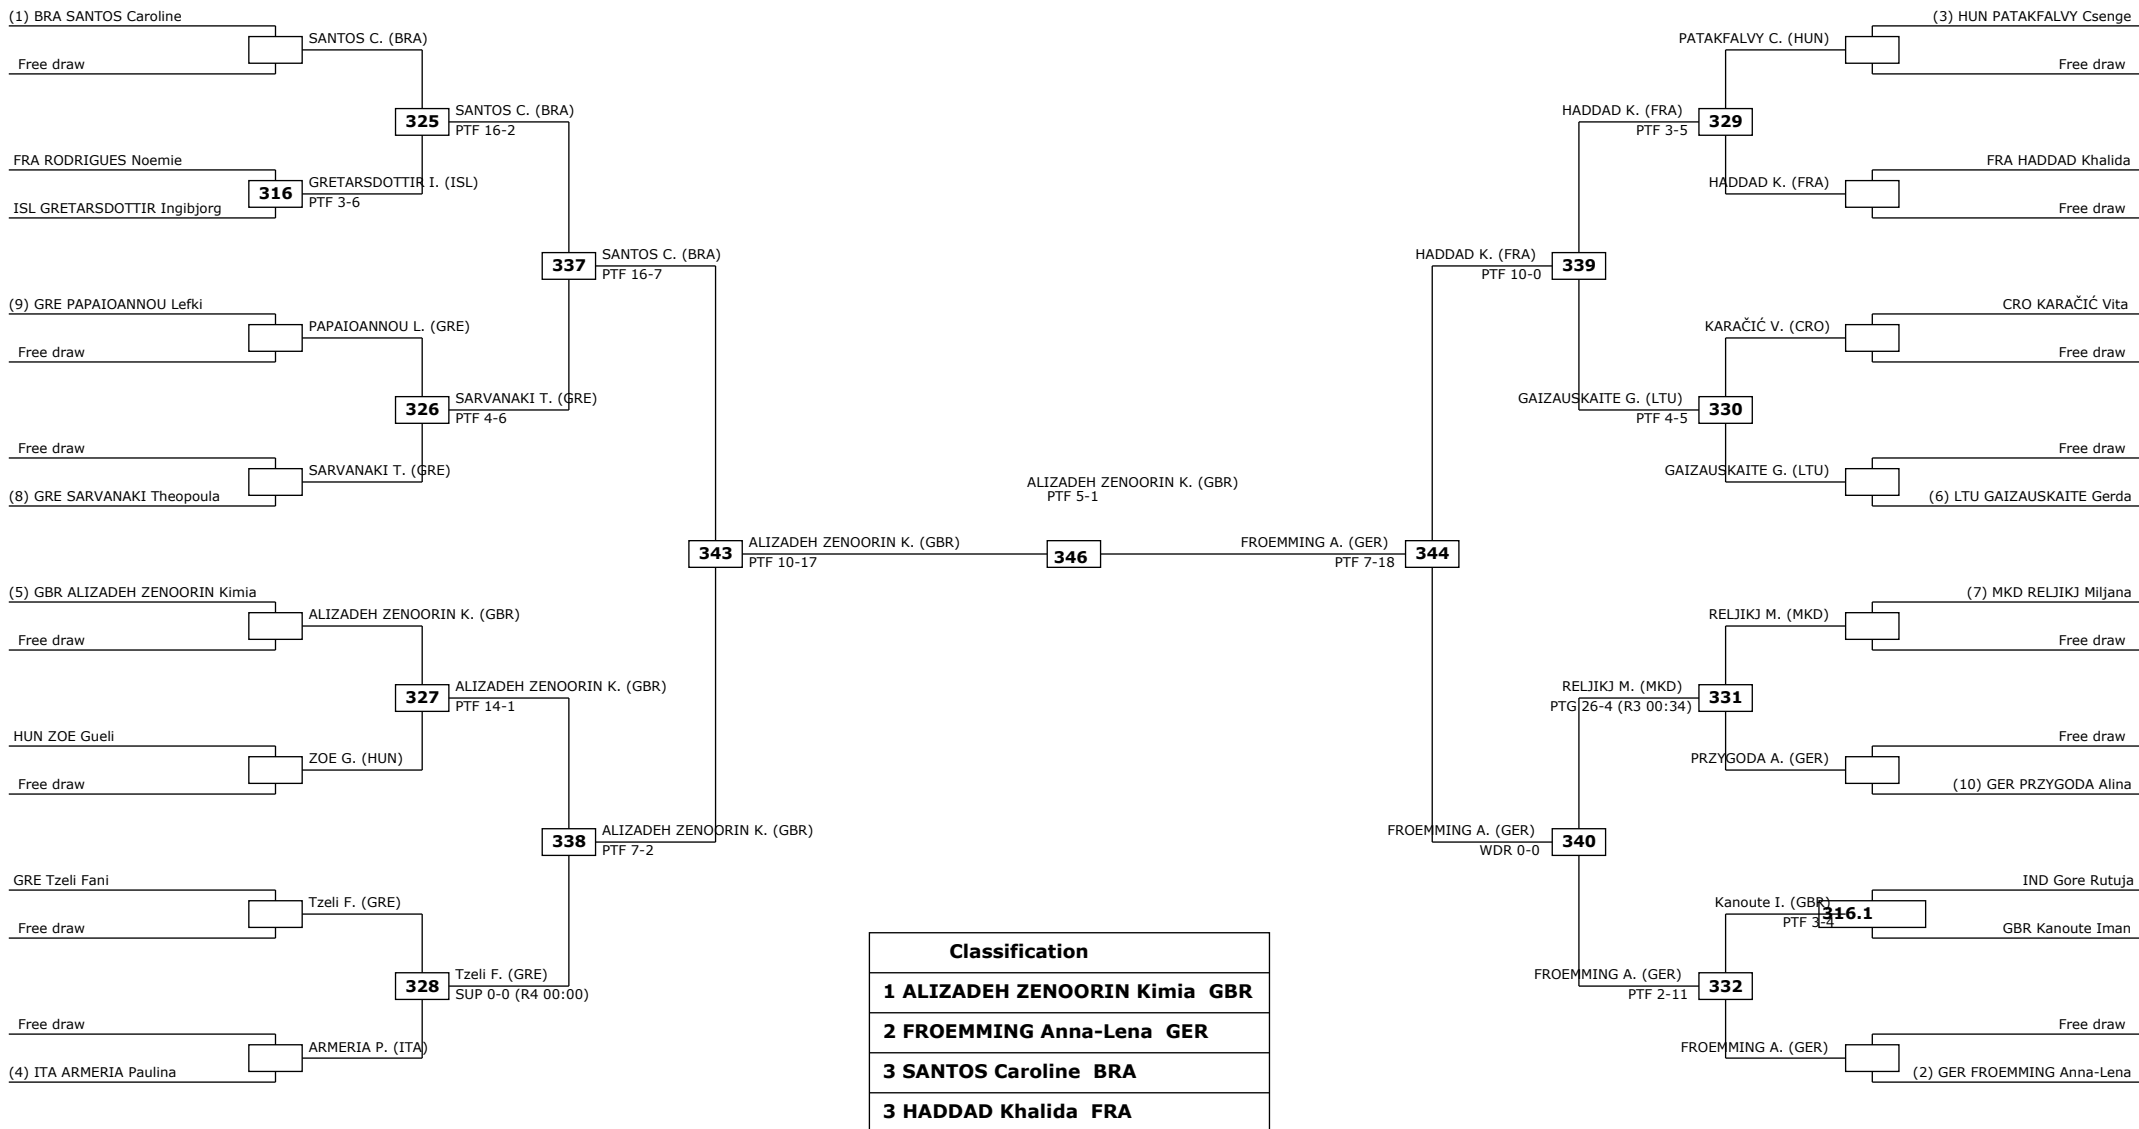 (1) BRA SANTOS Caroline
SANTOS C. (BRA)
Free draw
325
SANTOS C. (BRA)
PTF 16-2
FRA RODRIGUES Noemie
316
GRETARSDOTTIR I. (ISL)
PTF 3-6
ISL GRETARSDOTTIR Ingibjorg
337
SANTOS C. (BRA)
PTF 16-7
(9) GRE PAPAIOANNOU Lefki
PAPAIOANNOU L. (GRE)
Free draw
326
SARVANAKI T. (GRE)
PTF 4-6
Free draw
SARVANAKI T. (GRE)
(8) GRE SARVANAKI Theopoula
343
ALIZADEH ZENOORIN K. (GBR)
PTF 10-17
(5) GBR ALIZADEH ZENOORIN Kimia
ALIZADEH ZENOORIN K. (GBR)
Free draw
327
ALIZADEH ZENOORIN K. (GBR)
PTF 14-1
HUN ZOE Gueli
ZOE G. (HUN)
Free draw
338
ALIZADEH ZENOORIN K. (GBR)
PTF 7-2
GRE Tzeli Fani
Tzeli F. (GRE)
Free draw
328
Tzeli F. (GRE)
SUP 0-0 (R4 00:00)
Free draw
ARMERIA P. (ITA)
(4) ITA ARMERIA Paulina
ALIZADEH ZENOORIN K. (GBR)
PTF 5-1
346
(3) HUN PATAKFALVY Csenge
PATAKFALVY C. (HUN)
Free draw
HADDAD K. (FRA)
PTF 3-5
329
FRA HADDAD Khalida
HADDAD K. (FRA)
Free draw
HADDAD K. (FRA)
PTF 10-0
339
CRO KARAČIĆ Vita
KARAČIĆ V. (CRO)
Free draw
GAIZAUSKAITE G. (LTU)
PTF 4-5
330
Free draw
GAIZAUSKAITE G. (LTU)
(6) LTU GAIZAUSKAITE Gerda
FROEMMING A. (GER)
PTF 7-18
344
(7) MKD RELJIKJ Miljana
RELJIKJ M. (MKD)
Free draw
RELJIKJ M. (MKD)
PTG 26-4 (R3 00:34)
331
Free draw
PRZYGODA A. (GER)
(10) GER PRZYGODA Alina
FROEMMING A. (GER)
WDR 0-0
340
IND Gore Rutuja
Kanoute I. (GBR)
PTF 3-4
316.1
GBR Kanoute Iman
FROEMMING A. (GER)
PTF 2-11
332
Free draw
FROEMMING A. (GER)
(2) GER FROEMMING Anna-Lena
Classification
1 ALIZADEH ZENOORIN Kimia GBR
2 FROEMMING Anna-Lena GER
3 SANTOS Caroline BRA
3 HADDAD Khalida FRA